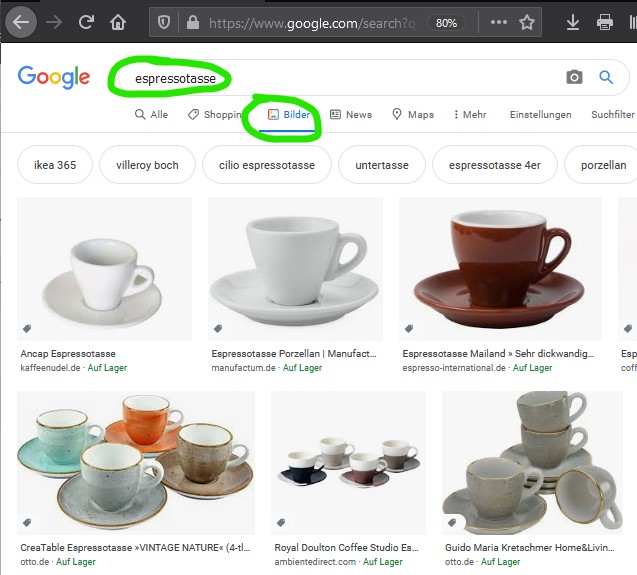 https://www.google.com/search?q
80%
Google
espressotasse
Alle
Shoppin
Bilder
News
Maps
Mehr
Einstellungen
Suchfilter
ikea 365
villeroy boch
cilio espressotasse
untertasse
espressotasse 4er
porzellan
Ancap Espressotasse
kaffeenudel.de · Auf Lager
Espressotasse Porzellan | Manufact...
manufactum.de · Auf Lager
Espressotasse Mailand » Sehr dickwandig...
espresso-international.de · Auf Lager
Esp
coff
CreaTable Espressotasse »VINTAGE NATURE« (4-tl...
otto.de · Auf Lager
Royal Doulton Coffee Studio Es...
ambientedirect.com · Auf Lager
Guido Maria Kretschmer Home&Livin...
otto.de · Auf Lager